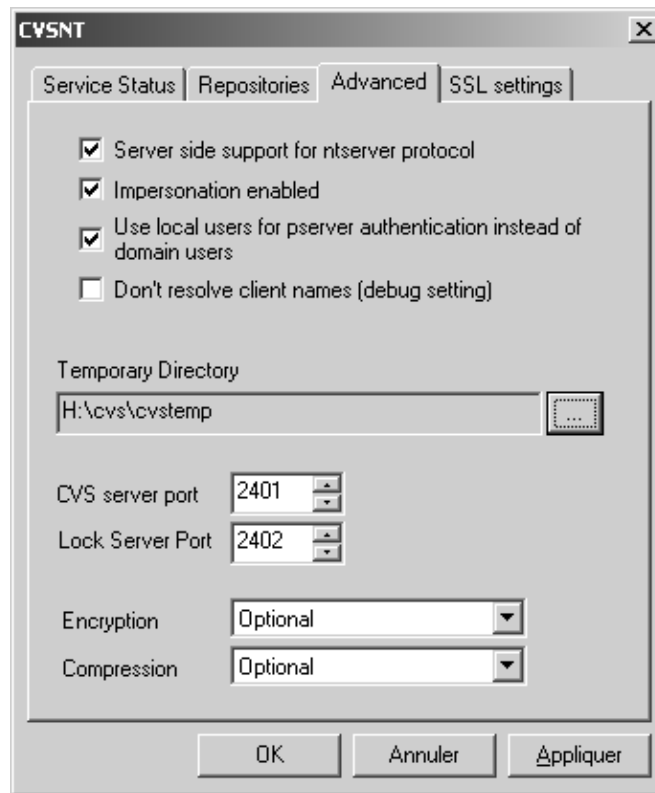 CVSNT
Service Status Repositories Advanced SSL settings
Server side support for ntserver protocol
Impersonation enabled
Use local users for pserver authentication instead of
domain users
Don't resolve client names (debug setting)
Temporary Directory
H:\cvs\cvstemp ...
CVS server port 2401
Lock Server Port 2402
Encryption Optional
Compression Optional
OK Annuler Appliquer